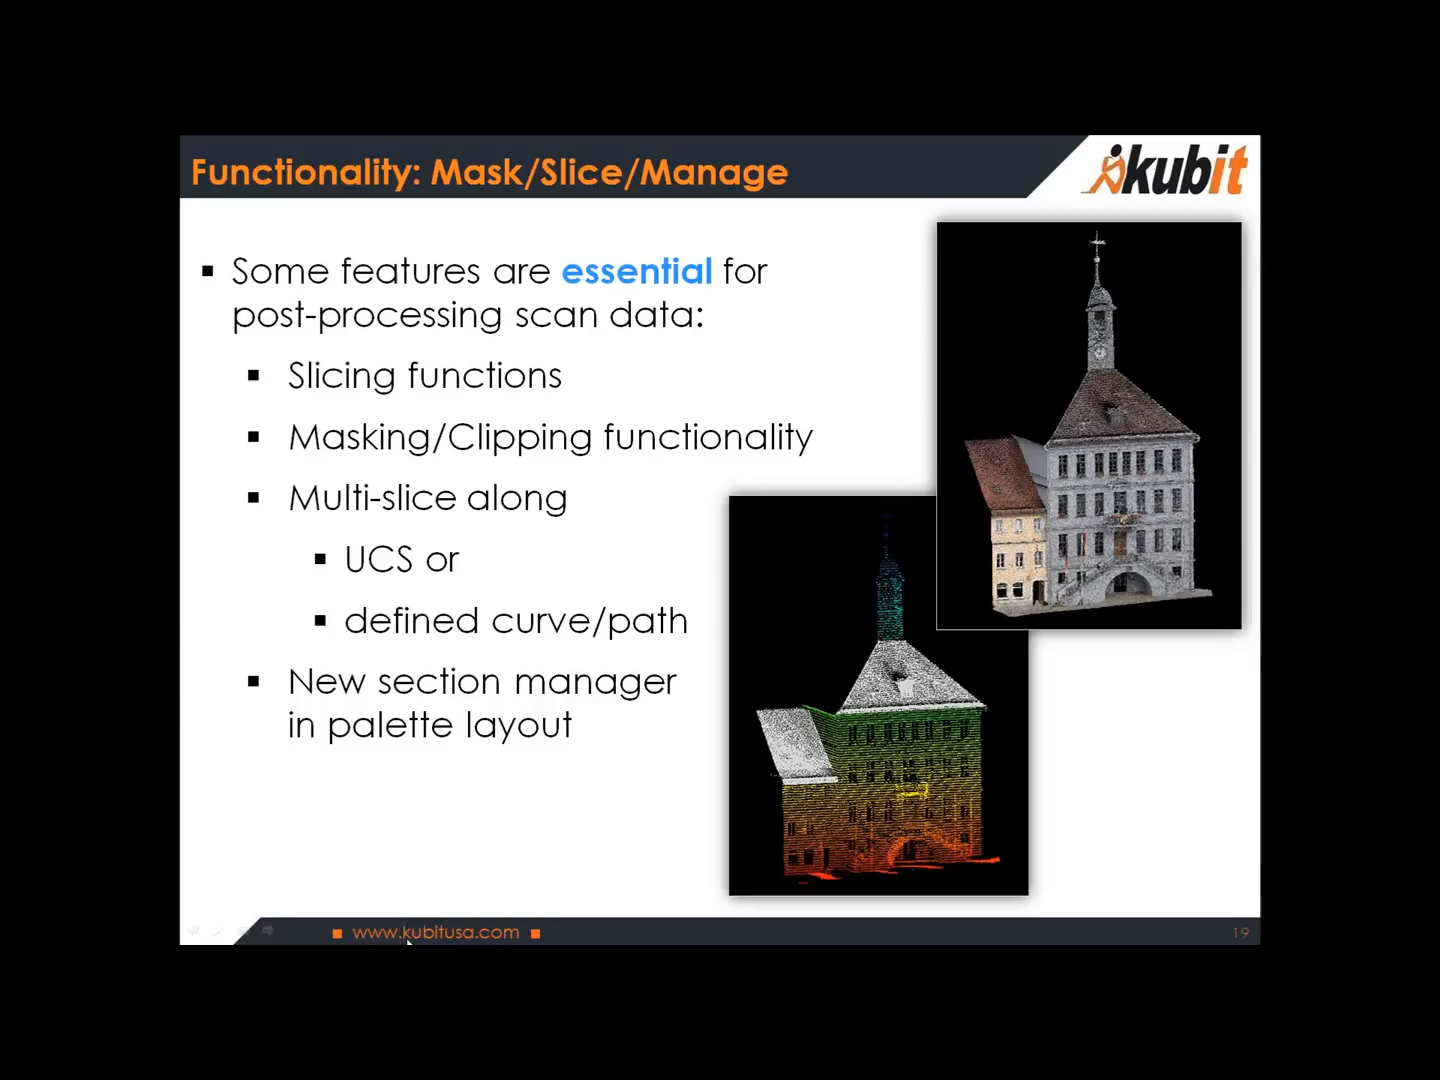 Functionality: Mask/Slice/Manage
kubit
Some features are essential for
post-processing scan data:
Slicing functions
Masking/Clipping functionality
Multi-slice along
UCS or
defined curve/path
New section manager
in palette layout
www.kubitusa.com
19